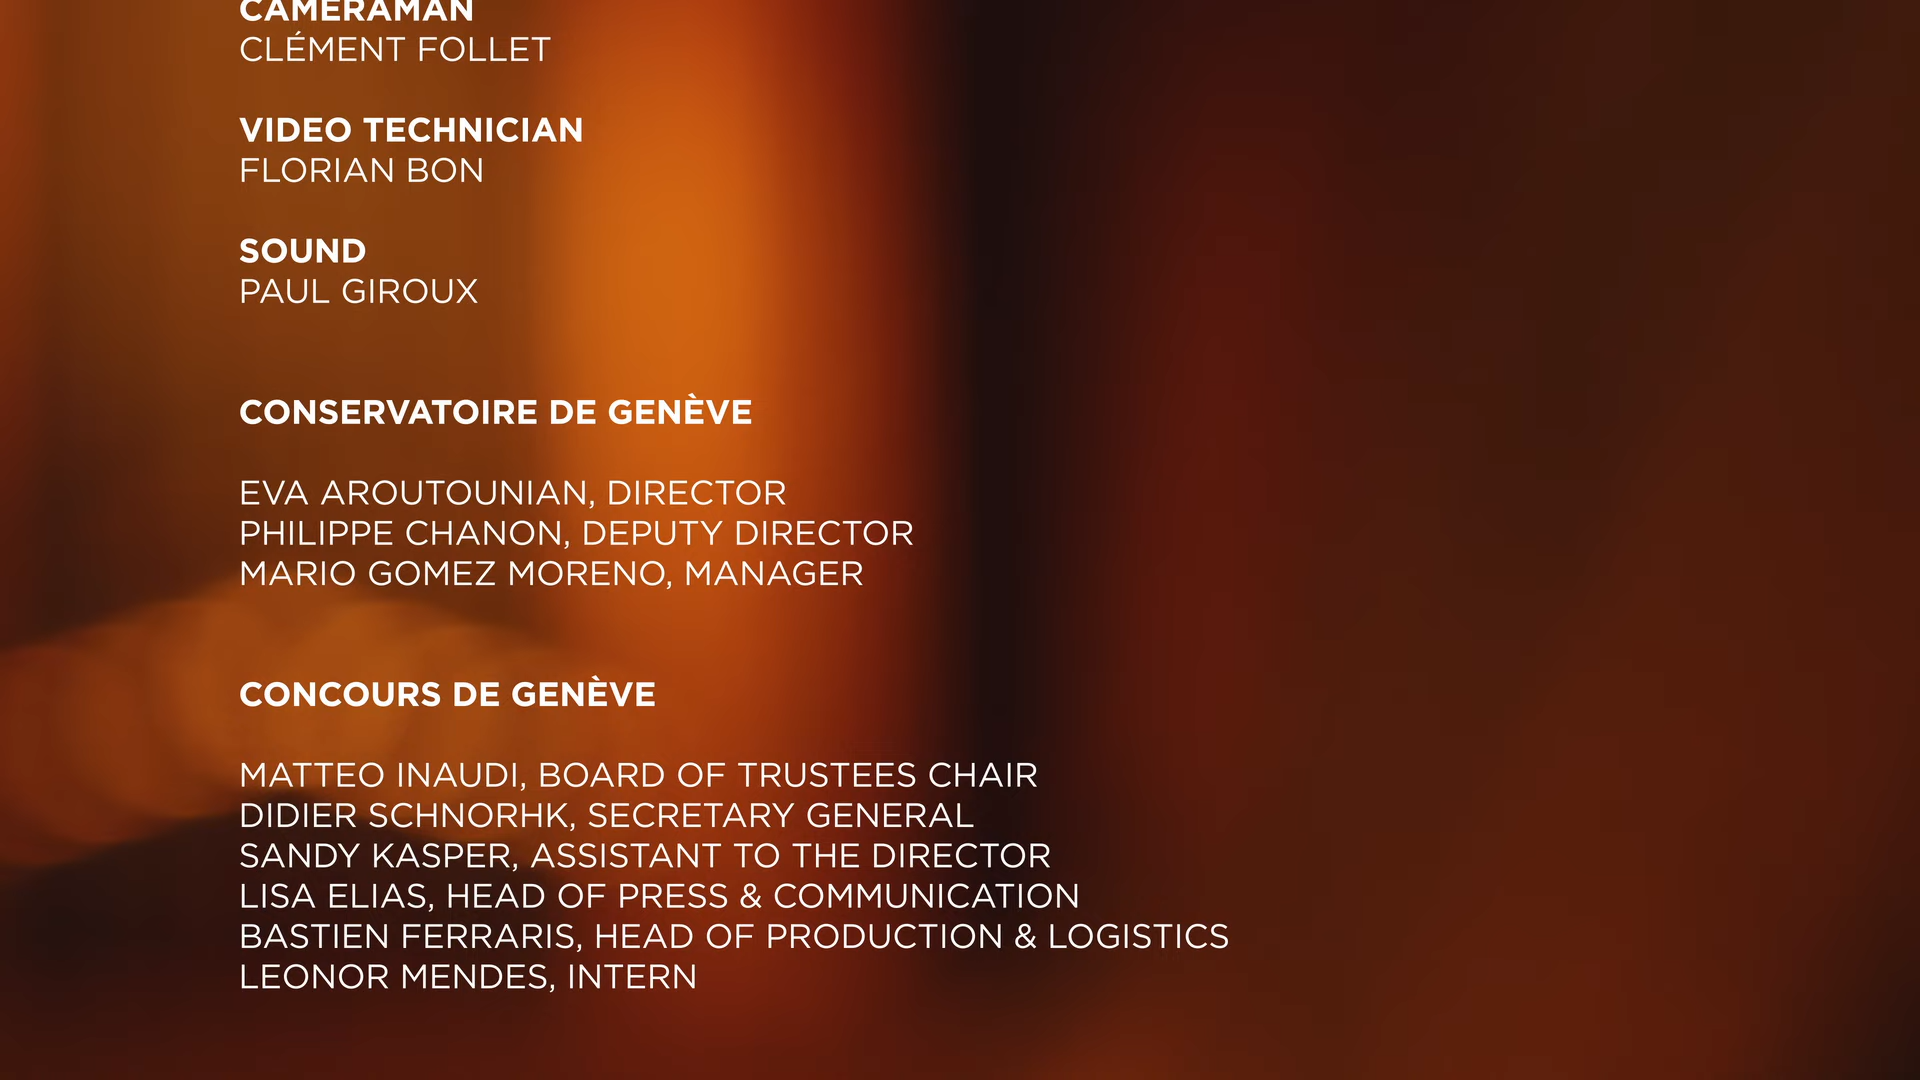 CAMERAMAN
CLÉMENT FOLLET
VIDEO TECHNICIAN
FLORIAN BON
SOUND
PAUL GIROUX
CONSERVATOIRE DE GENÈVE
EVA AROUTOUNIAN, DIRECTOR
PHILIPPE CHANON, DEPUTY DIRECTOR
MARIO GOMEZ MORENO, MANAGER
CONCOURS DE GENÈVE
MATTEO INAUDI, BOARD OF TRUSTEES CHAIR
DIDIER SCHNORHK, SECRETARY GENERAL
SANDY KASPER, ASSISTANT TO THE DIRECTOR
LISA ELIAS, HEAD OF PRESS & COMMUNICATION
BASTIEN FERRARIS, HEAD OF PRODUCTION & LOGISTICS
LEONOR MENDES, INTERN